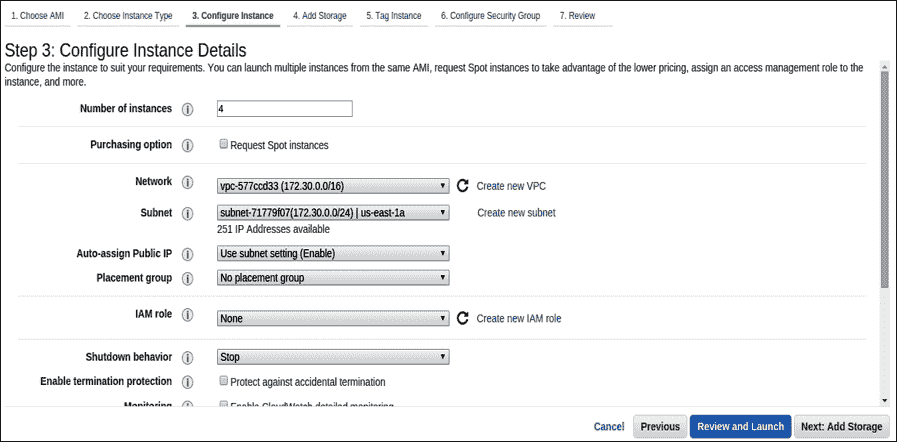 1. Choose AMI 2. Choose Instance Type 3. Configure Instance 4. Add Storage 5. Tag Instance 6. Configure Security Group 7. Review
Step 3: Configure Instance Details
Configure the instance to suit your requirements. You can launch multiple instances from the same AMI, request Spot instances to take advantage of the lower pricing, assign an access management role to the
instance, and more.
Number of instances 4
Purchasing option Request Spot instances
Network vpc-577ccd33 (172.30.0.0/16) Create new VPC
Subnet subnet-71779f07(172.30.0.0/24) | us-east-1a Create new subnet
251 IP Addresses available
Auto-assign Public IP Use subnet setting (Enable)
Placement group No placement group
IAM role None Create new IAM role
Shutdown behavior Stop
Enable termination protection Protect against accidental termination
Monitoring Enable CloudWatch detailed monitoring
Cancel Previous Review and Launch Next: Add Storage